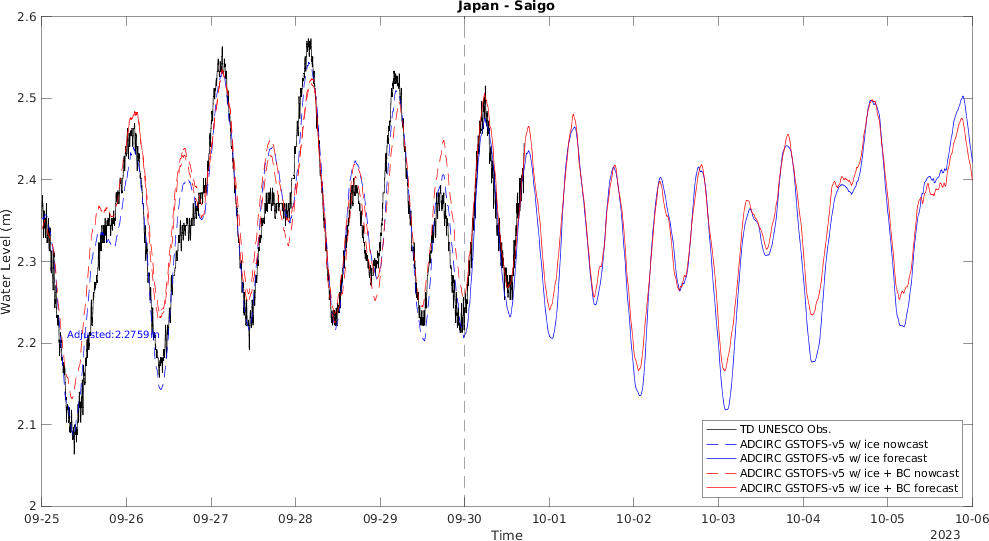 Japan - Saigo
Water Level (m)
2.6
2.5
2.4
2.3
2.2
2.1
2
Adjusted:2.2759m
TD UNESCO Obs.
ADCIRC GSTOFS-v5 w/ ice nowcast
ADCIRC GSTOFS-v5 w/ ice forecast
ADCIRC GSTOFS-v5 w/ ice + BC nowcast
ADCIRC GSTOFS-v5 w/ ice + BC forecast
09-25 09-26 09-27 09-28 09-29 09-30 10-01 10-02 10-03 10-04 10-05 10-06
Time
2023